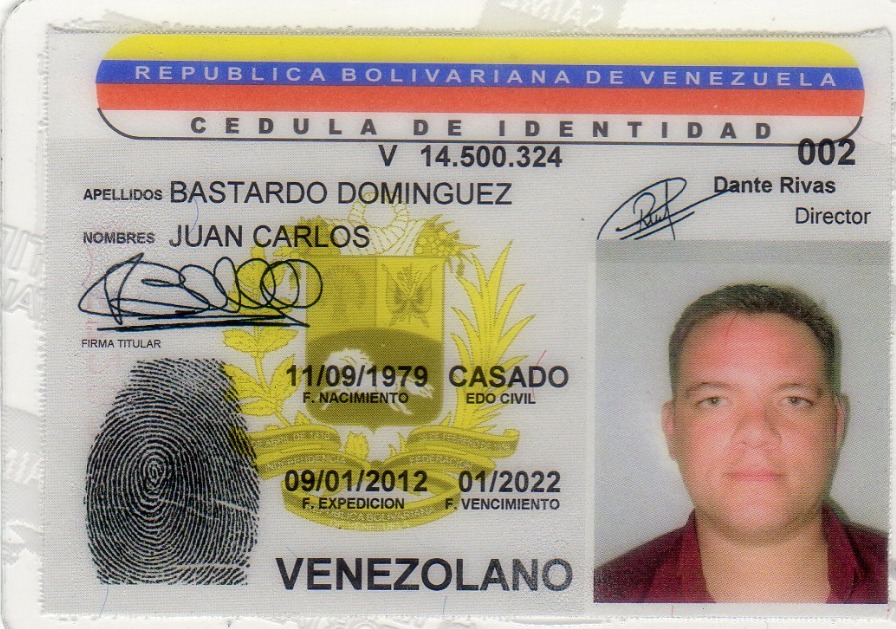 REPUBLICA BOLIVARIANA DE VENEZUELA
CEDULA DE IDENTIDAD
V 14.500.324
002
APELLIDOS BASTARDO DOMINGUEZ
Dante Rivas
Director
NOMBRES JUAN CARLOS
FIRMA TITULAR
11/09/1979 CASADO
F. NACIMIENTO EDO CIVIL
09/01/2012 01/2022
F. EXPEDICION F. VENCIMIENTO
VENEZOLANO